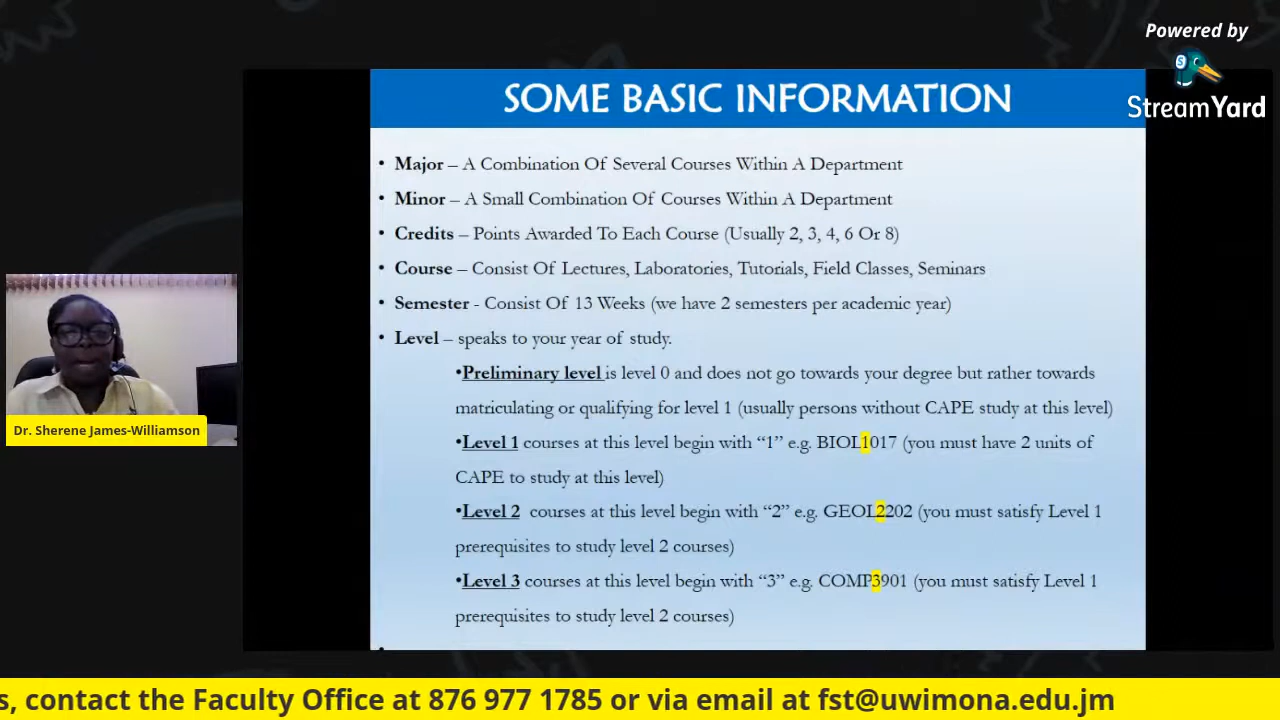 Powered by
StreamYard
SOME BASIC INFORMATION
• Major – A Combination Of Several Courses Within A Department
• Minor – A Small Combination Of Courses Within A Department
• Credits – Points Awarded To Each Course (Usually 2, 3, 4, 6 Or 8)
• Course – Consist Of Lectures, Laboratories, Tutorials, Field Classes, Seminars
• Semester - Consist Of 13 Weeks (we have 2 semesters per academic year)
• Level – speaks to your year of study.
•Preliminary level is level 0 and does not go towards your degree but rather towards
matriculating or qualifying for level 1 (usually persons without CAPE study at this level)
•Level 1 courses at this level begin with “1” e.g. BIOL1017 (you must have 2 units of
CAPE to study at this level)
•Level 2 courses at this level begin with “2” e.g. GEOL2202 (you must satisfy Level 1
prerequisites to study level 2 courses)
•Level 3 courses at this level begin with “3” e.g. COMP3901 (you must satisfy Level 1
prerequisites to study level 2 courses)
Dr. Sherene James-Williamson
s, contact the Faculty Office at 876 977 1785 or via email at fst@uwimona.edu.jm